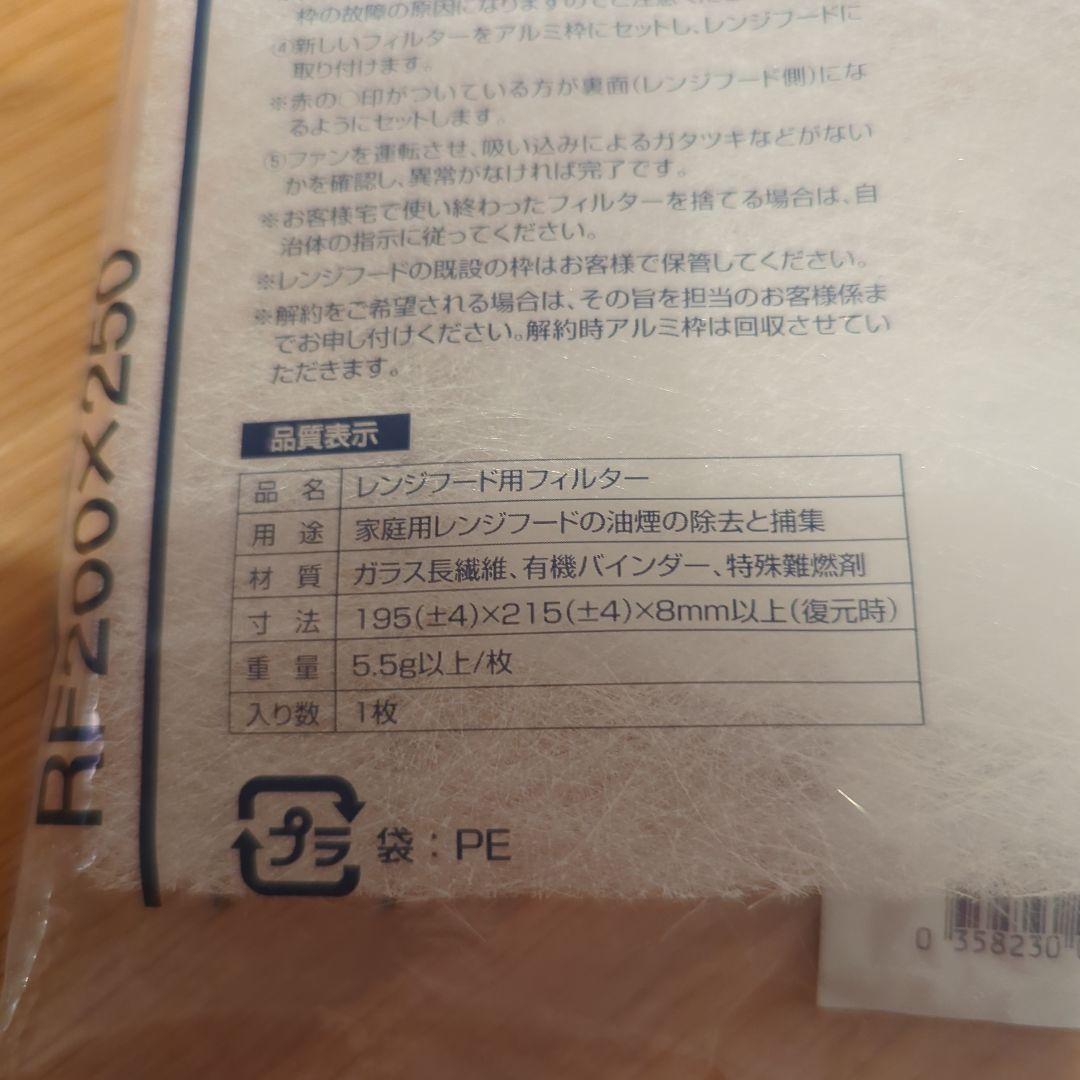 枠の故障の原因になりますのでご注意くだ
④新しいフィルターをアルミ枠にセットし、レンジフードに
取り付けます。
※赤の○印がついている方が裏面(レンジフード側)にな
るようにセットします。
⑤ファンを運転させ、吸い込みによるガタツキなどがない
かを確認し、異常がなければ完了です。
※お客様宅で使い終わったフィルターを捨てる場合は、自
治体の指示に従ってください。
※レンジフードの既設の枠はお客様で保管してください。
※解約をご希望される場合は、その旨を担当のお客様係ま
でお申し付けください。解約時アルミ枠は回収させてい
ただきます。
品質表示
品名 レンジフード用フィルター
用途 家庭用レンジフードの油煙の除去と捕集
材質 ガラス長繊維、有機バインダー、特殊難燃剤
寸法 195(±4)×215(±4)×8mm以上(復元時)
重量 5.5g以上/枚
入り数 1枚
プラ 袋：PE
RF200×250
0 358230